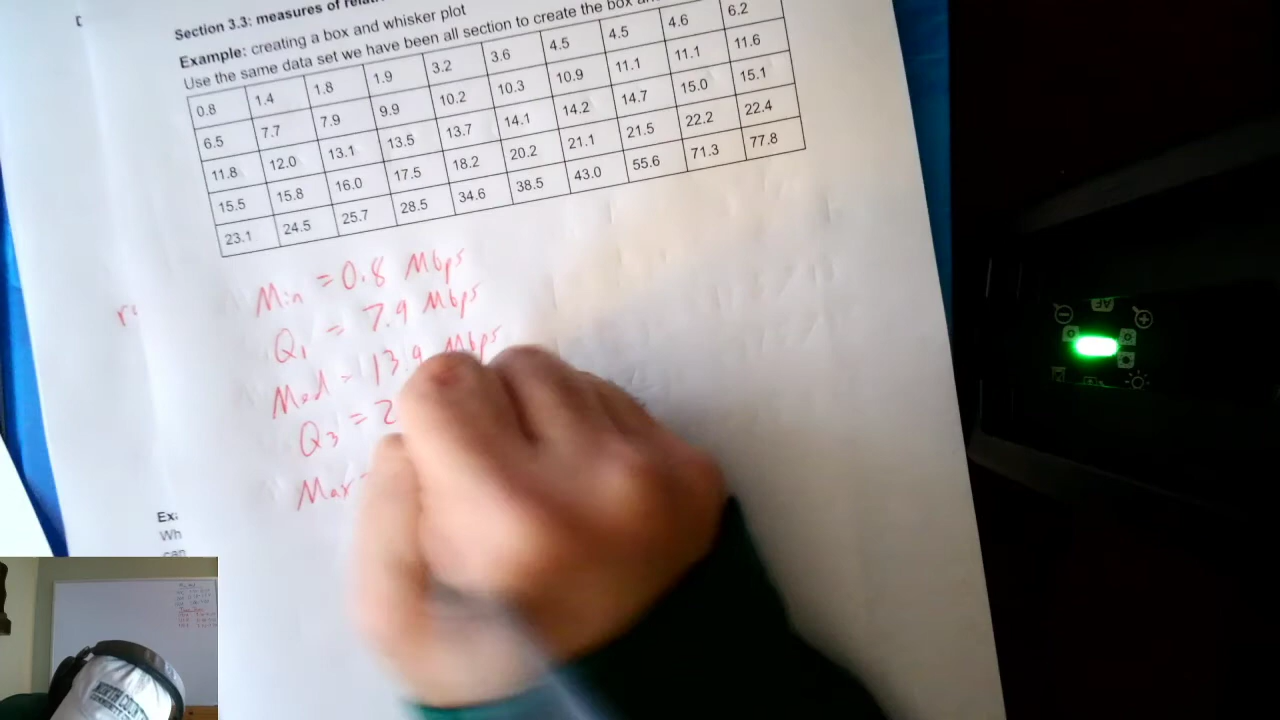 Section 3.3: measures of
Example: creating a box and whisker plot
Use the same data set we have been all section to create the box
0.8 1.4 1.8 1.9 3.2 3.6 4.5 4.5 4.6 6.2
6.5 7.7 7.9 9.9 10.2 10.3 10.9 11.1 11.1 11.6
11.8 12.0 13.1 13.5 13.7 14.1 14.2 14.7 15.0 15.1
15.5 15.8 16.0 17.5 18.2 20.2 21.1 21.5 22.2 22.4
23.1 24.5 25.7 28.5 34.6 38.5 43.0 55.6 71.3 77.8
Min = 0.8 Mbps
Q1 = 7.9 Mbps
Med = 13.9 Mbps
Q3 = 2
Max =
Ex:
Wh
can
AF